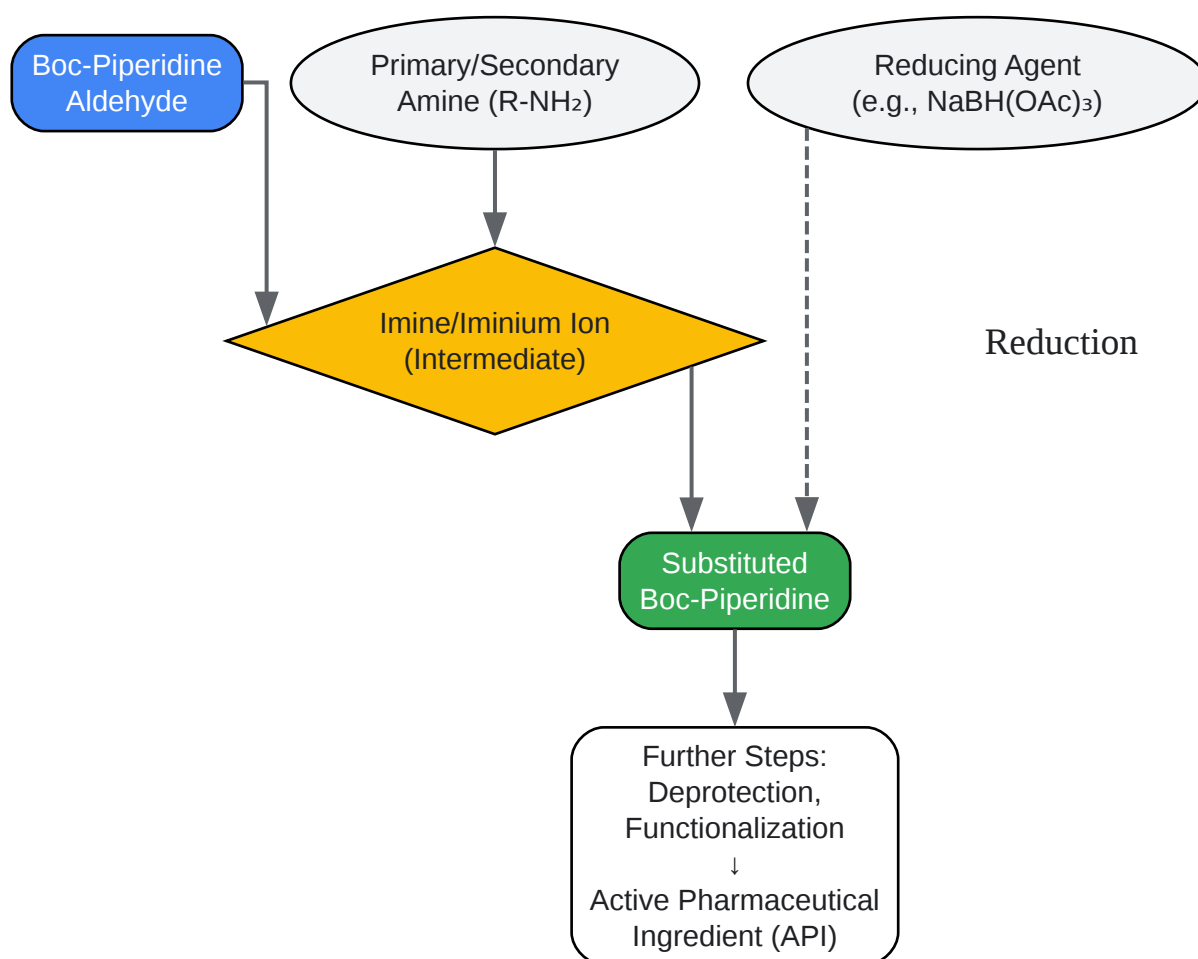 Boc-Piperidine
Aldehyde
Primary/Secondary
Amine (R-NH₂)
Reducing Agent
(e.g., NaBH(OAc)₃)
Imine/Iminium Ion
(Intermediate)
Reduction
Substituted
Boc-Piperidine
Further Steps:
Deprotection,
Functionalization
↓
Active Pharmaceutical
Ingredient (API)